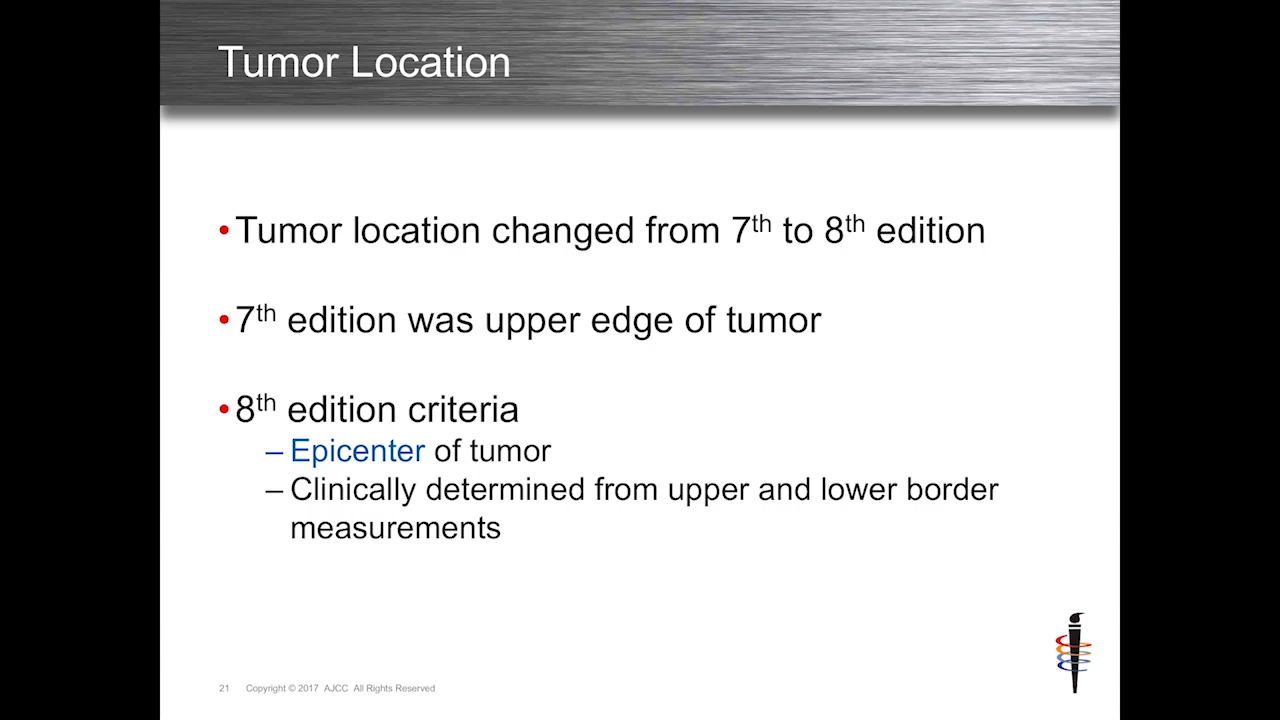 Tumor Location
• Tumor location changed from 7th to 8th edition
• 7th edition was upper edge of tumor
• 8th edition criteria
– Epicenter of tumor
– Clinically determined from upper and lower border
measurements
21 Copyright © 2017 AJCC All Rights Reserved